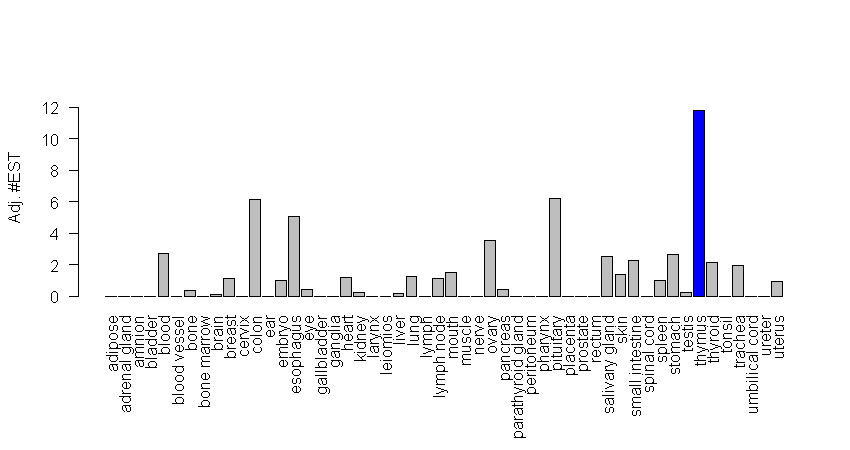 Adj. #EST
12
10
8
6
4
2
0
adipose
adrenal gland
amnion
bladder
blood
blood vessel
bone
bone marrow
brain
breast
cervix
colon
ear
embryo
esophagus
eye
gallbladder
ganglia
heart
kidney
larynx
leiomios
liver
lung
lymph
lymph node
mouth
muscle
nerve
ovary
pancreas
parathyroid gland
peritoneum
pharynx
pituitary
placenta
prostate
rectum
salivary gland
skin
small intestine
spinal cord
spleen
stomach
testis
thymus
thyroid
tonsil
trachea
umbilical cord
ureter
uterus